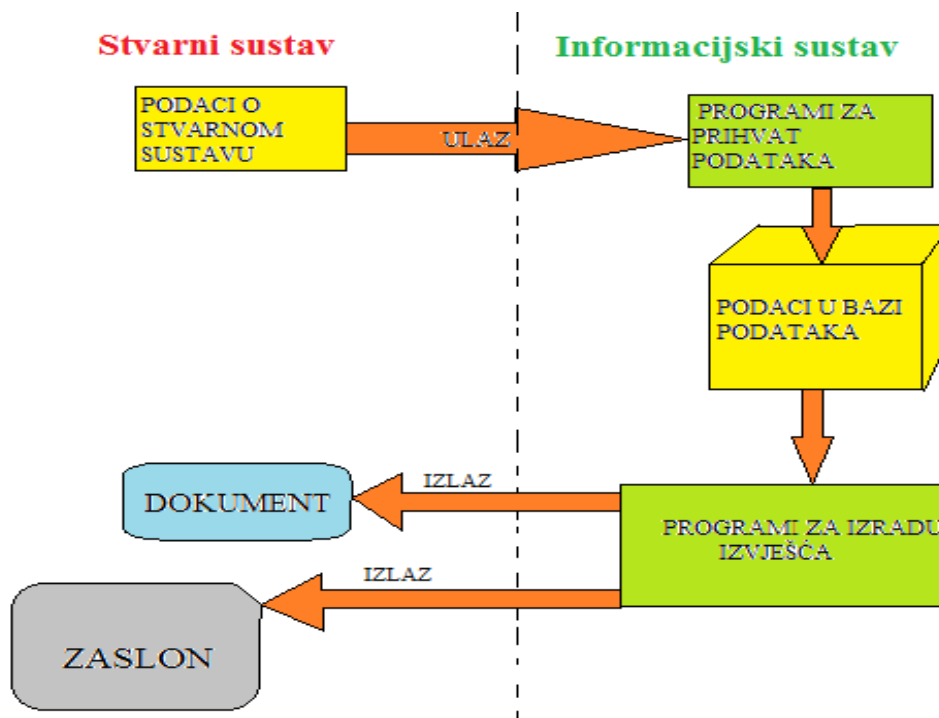 Stvarni sustav
Informacijski sustav
PODACI O
STVARNOM
SUSTAVU
ULAZ
PROGRAMI ZA
PRIHVAT
PODATAKA
PODACI U BAZI
PODATAKA
IZLAZ
DOKUMENT
PROGRAMI ZA IZRADU
IZVJEŠĆA
IZLAZ
ZASLON